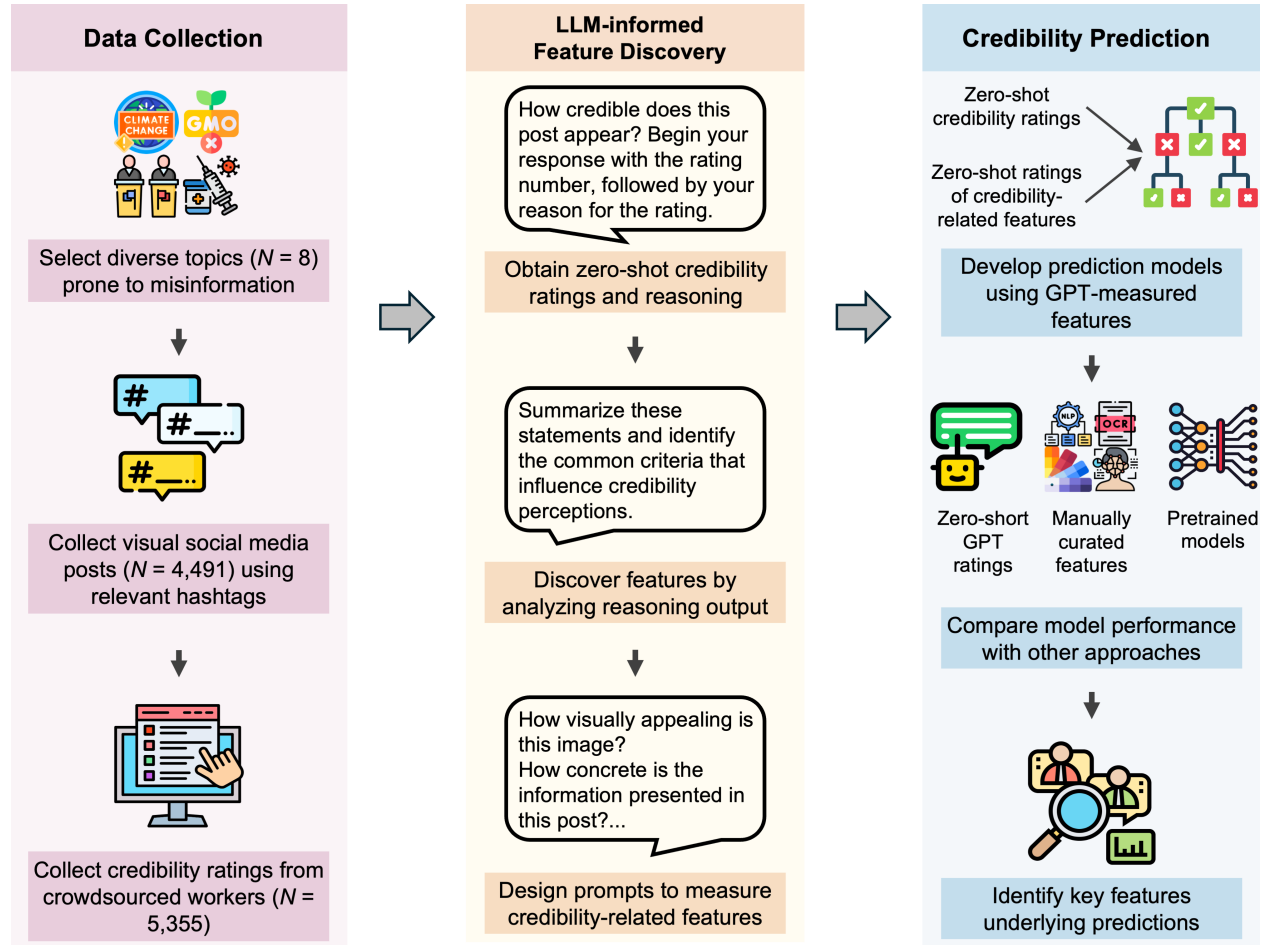 Data Collection
CLIMATE
CHANGE
GMO
Select diverse topics (N = 8)
prone to misinformation
#
#_..
#_..
Collect visual social media
posts (N = 4,491) using
relevant hashtags
Collect credibility ratings from
crowdsourced workers (N =
5,355)
LLM-informed
Feature Discovery
How credible does this
post appear? Begin your
response with the rating
number, followed by your
reason for the rating.
Obtain zero-shot credibility
ratings and reasoning
Summarize these
statements and identify
the common criteria that
influence credibility
perceptions.
Discover features by
analyzing reasoning output
How visually appealing is
this image?
How concrete is the
information presented in
this post?...
Design prompts to measure
credibility-related features
Credibility Prediction
Zero-shot
credibility ratings
Zero-shot ratings
of credibility-
related features
Develop prediction models
using GPT-measured
features
NLP
OCR
Zero-short
GPT
ratings
Manually
curated
features
Pretrained
models
Compare model performance
with other approaches
Identify key features
underlying predictions